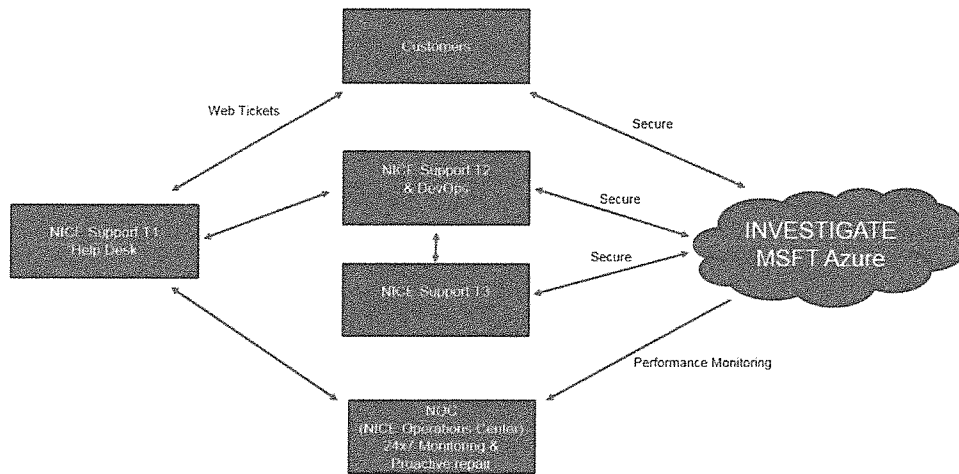 Customers
Web Tickets
Secure
NICE Support T2
& DevOps
Secure
NICE Support T1
Help Desk
INVESTIGATE
MSFT Azure
Secure
NICE Support T3
Performance Monitoring
NOC
(NICE Operations Center)
24x7 Monitoring &
Proactive repair